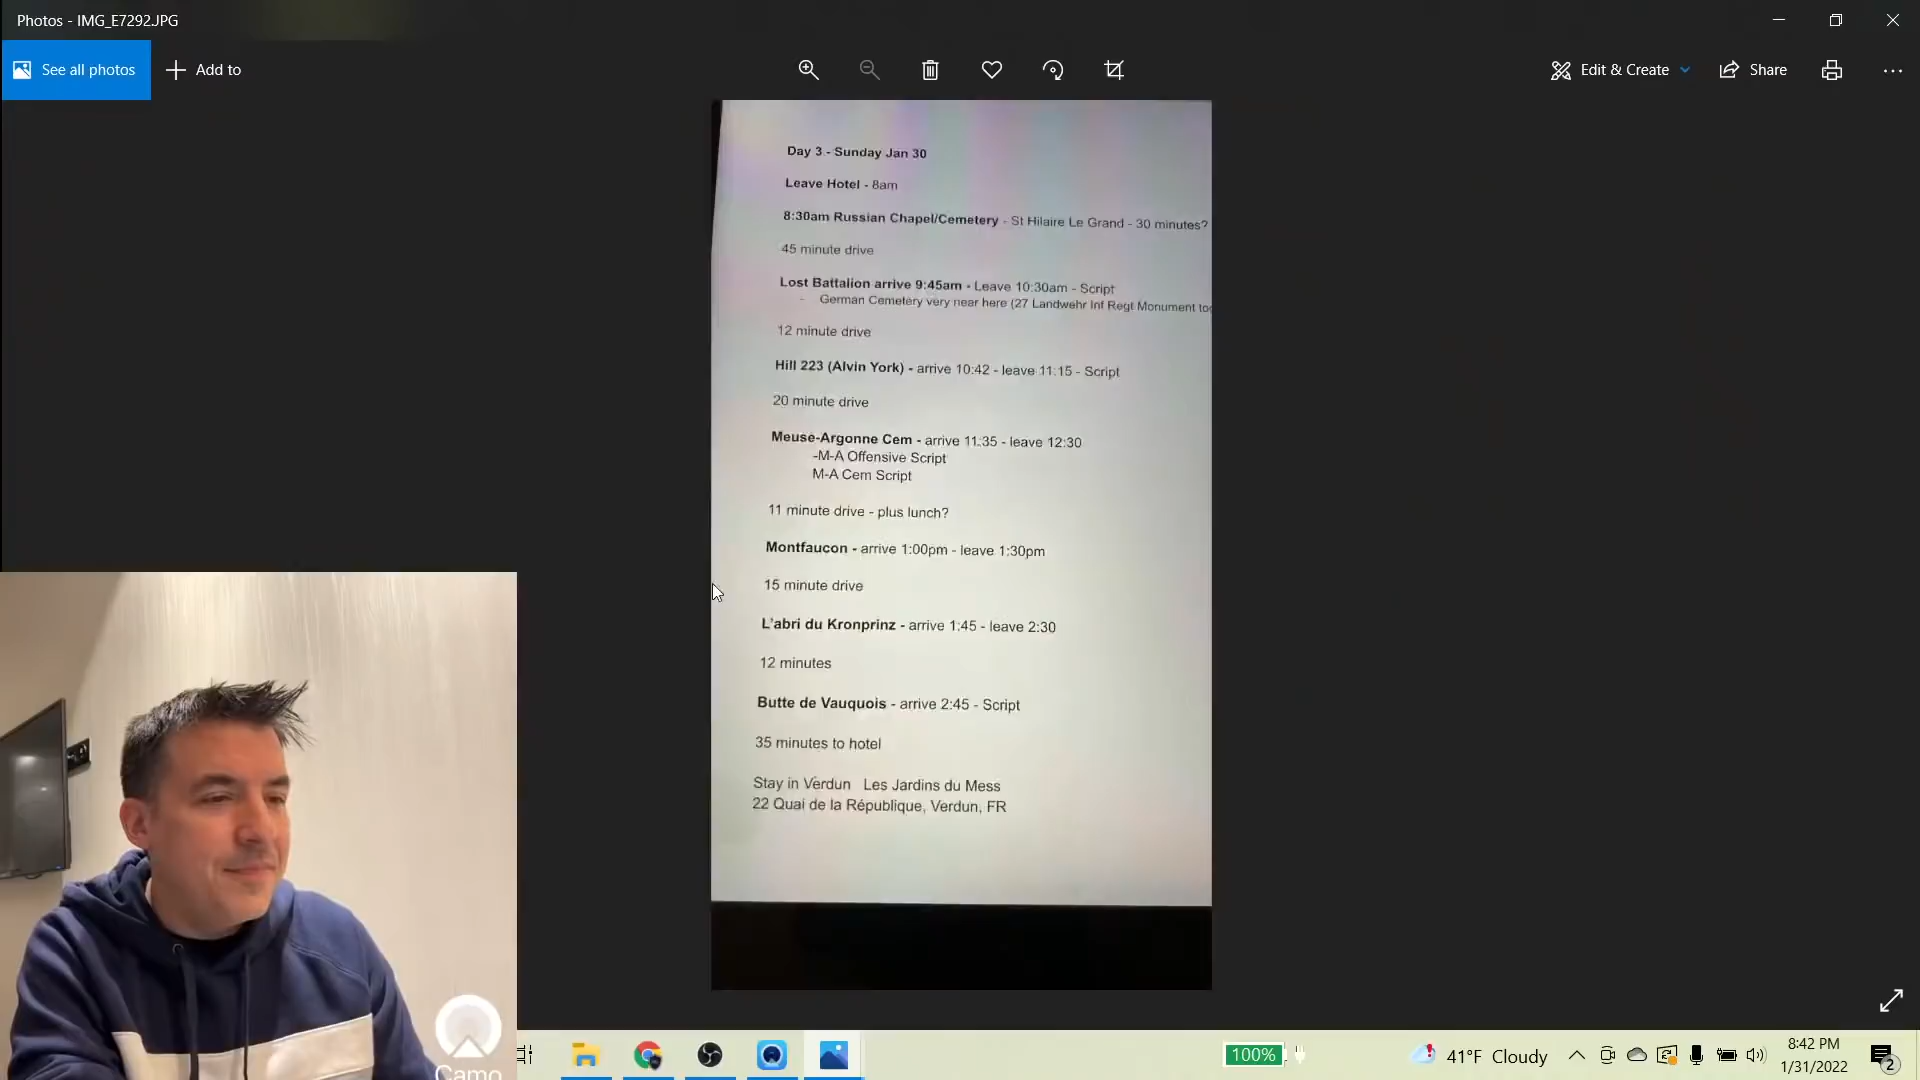 Photos - IMG_E7292.JPG
See all photos
Add to
Edit & Create
Share
Day 3 - Sunday Jan 30
Leave Hotel - 8am
8:30am Russian Chapel/Cemetery - St Hilaire Le Grand - 30 minutes?
45 minute drive
Lost Battalion arrive 9:45am - Leave 10:30am - Script
- German Cemetery very near here (27 Landwehr Inf Regt Monument
12 minute drive
Hill 223 (Alvin York) - arrive 10:42 - leave 11:15 - Script
20 minute drive
Meuse-Argonne Cem - arrive 11:35 - leave 12:30
-M-A Offensive Script
M-A Cem Script
11 minute drive - plus lunch?
Montfaucon - arrive 1:00pm - leave 1:30pm
15 minute drive
L'abri du Kronprinz - arrive 1:45 - leave 2:30
12 minutes
Butte de Vauquois - arrive 2:45 - Script
35 minutes to hotel
Stay in Verdun Les Jardins du Mess
22 Quai de la République, Verdun, FR
Camo
100%
41°F Cloudy
8:42 PM
1/31/2022
2